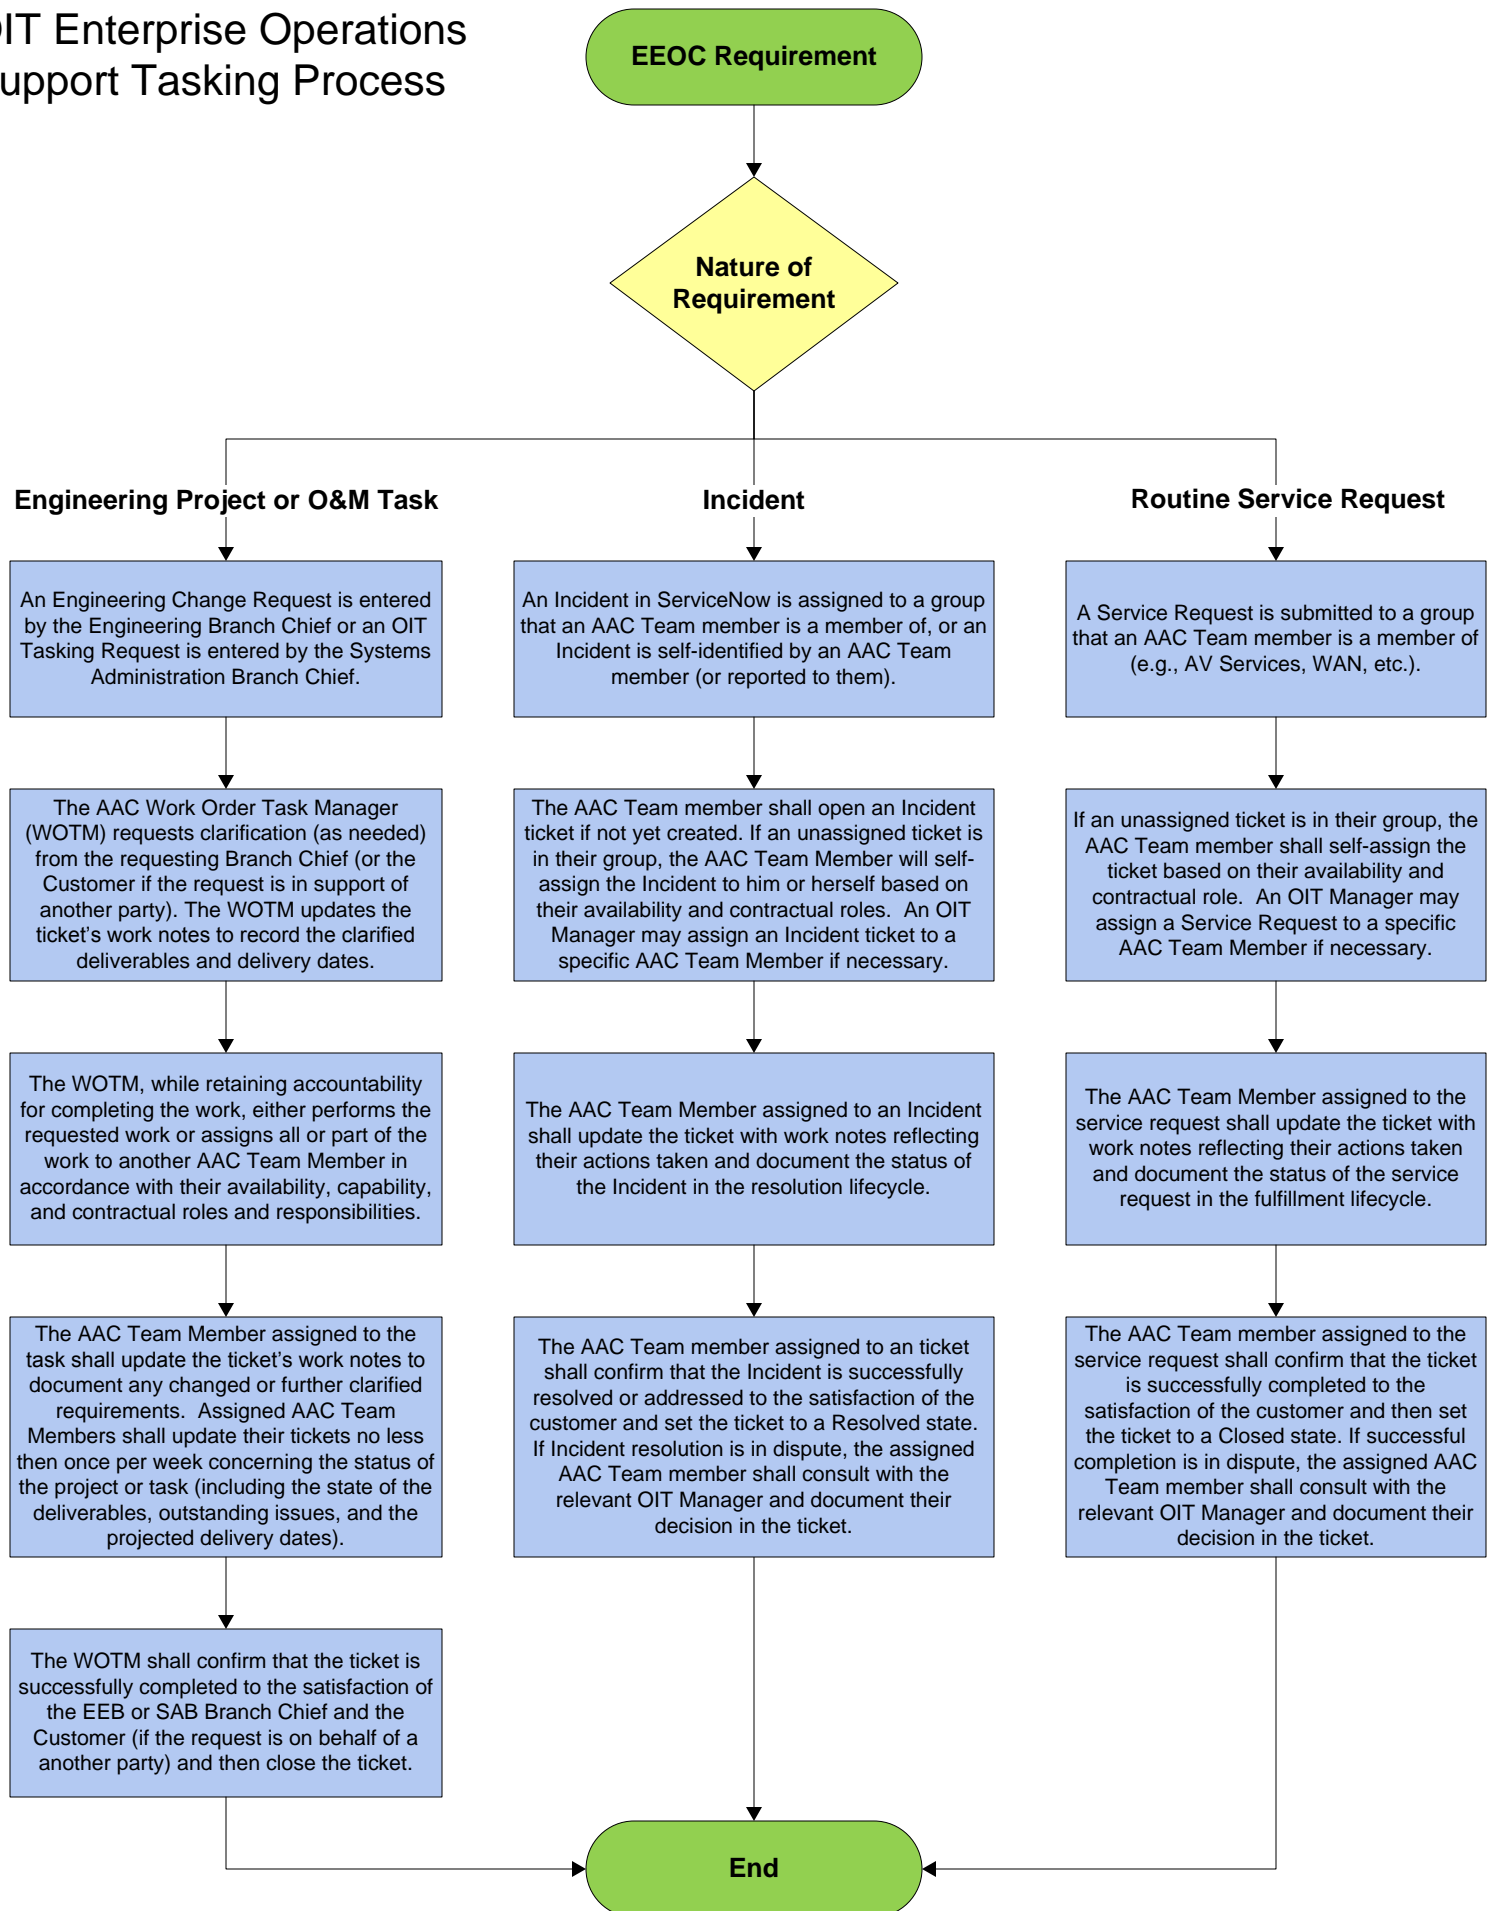 OIT Enterprise Operations
upport Tasking Process
EEOC Requirement
Nature of
Requirement
Engineering Project or O&M Task
An Engineering Change Request is entered
by the Engineering Branch Chief or an OIT
Tasking Request is entered by the Systems
Administration Branch Chief.
The AAC Work Order Task Manager
(WOTM) requests clarification (as needed)
from the requesting Branch Chief (or the
Customer if the request is in support of
another party). The WOTM updates the
ticket’s work notes to record the clarified
deliverables and delivery dates.
The WOTM, while retaining accountability
for completing the work, either performs the
requested work or assigns all or part of the
work to another AAC Team Member in
accordance with their availability, capability,
and contractual roles and responsibilities.
The AAC Team Member assigned to the
task shall update the ticket’s work notes to
document any changed or further clarified
requirements.  Assigned AAC Team
Members shall update their tickets no less
then once per week concerning the status of
the project or task (including the state of the
deliverables, outstanding issues, and the
projected delivery dates).
The WOTM shall confirm that the ticket is
successfully completed to the satisfaction of
the EEB or SAB Branch Chief and the
Customer (if the request is on behalf of a
another party) and then close the ticket.
Incident
An Incident in ServiceNow is assigned to a group
that an AAC Team member is a member of, or an
Incident is self-identified by an AAC Team
member (or reported to them).
The AAC Team member shall open an Incident
ticket if not yet created. If an unassigned ticket is
in their group, the AAC Team Member will self-
assign the Incident to him or herself based on
their availability and contractual roles.  An OIT
Manager may assign an Incident ticket to a
specific AAC Team Member if necessary.
The AAC Team Member assigned to an Incident
shall update the ticket with work notes reflecting
their actions taken and document the status of
the Incident in the resolution lifecycle.
The AAC Team member assigned to an ticket
shall confirm that the Incident is successfully
resolved or addressed to the satisfaction of the
customer and set the ticket to a Resolved state.
If Incident resolution is in dispute, the assigned
AAC Team member shall consult with the
relevant OIT Manager and document their
decision in the ticket.
Routine Service Request
A Service Request is submitted to a group
that an AAC Team member is a member of
(e.g., AV Services, WAN, etc.).
If an unassigned ticket is in their group, the
AAC Team member shall self-assign the
ticket based on their availability and
contractual role.  An OIT Manager may
assign a Service Request to a specific
AAC Team Member if necessary.
The AAC Team Member assigned to the
service request shall update the ticket with
work notes reflecting their actions taken
and document the status of the service
request in the fulfillment lifecycle.
The AAC Team member assigned to the
service request shall confirm that the ticket
is successfully completed to the
satisfaction of the customer and then set
the ticket to a Closed state. If successful
completion is in dispute, the assigned AAC
Team member shall consult with the
relevant OIT Manager and document their
decision in the ticket.
End